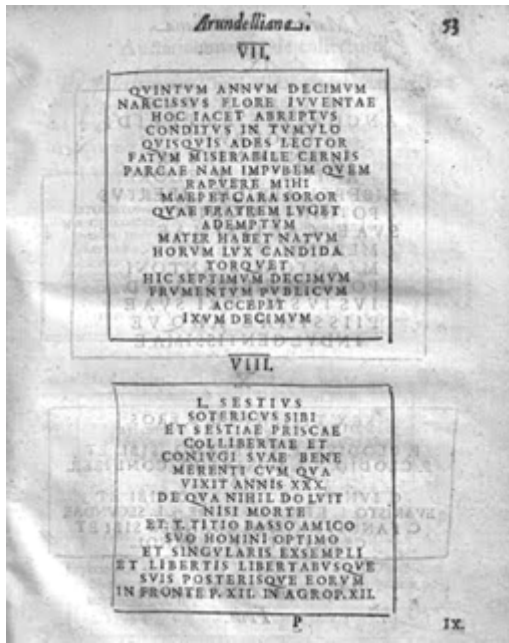 Arundelliana. 53
VII.
QVINTVM ANNVM DECIMVM
NARCISSVS FLORE IVVENTAE
HOC IACET ABREPTVS
CONDITVS IN TVMVLO
QVISQVIS ADES LECTOR
FATVM MISERABILE CERNIS
PARCAE NAM IMPVBEM QVEM
RAPVERE MIHI
MAEPET CARA SOROR
QVAE FRATREM LVGET
ADEMPTVM
MATER HABET NATVM
HORVM LVX CANDIDA
TORQVET
HIC SEPTIMVM DECIMVM
FRVMENTVM PVBLICVM
ACCEPIT
IXVM DECIMVM
VIII.
L. SESTIVS
SOTERICVS SIBI
ET SESTIAE PRISCAE
COLLIBERTAE ET
CONIVGI SVAE BENE
MERENTI CVM QVA
VIXIT ANNIS XXX.
DE QVA NIHIL DOLVIT
NISI MORTE
ET. T. TITIO BASSO AMICO
SVO HOMINI OPTIMO
ET SINGVLARIS EXSEMPLI
ET LIBERTIS LIBERTABVSQVE
SVIS POSTERISQVE EORVM
IN FRONTE P. XII. IN AGRO P. XII.
P IX.